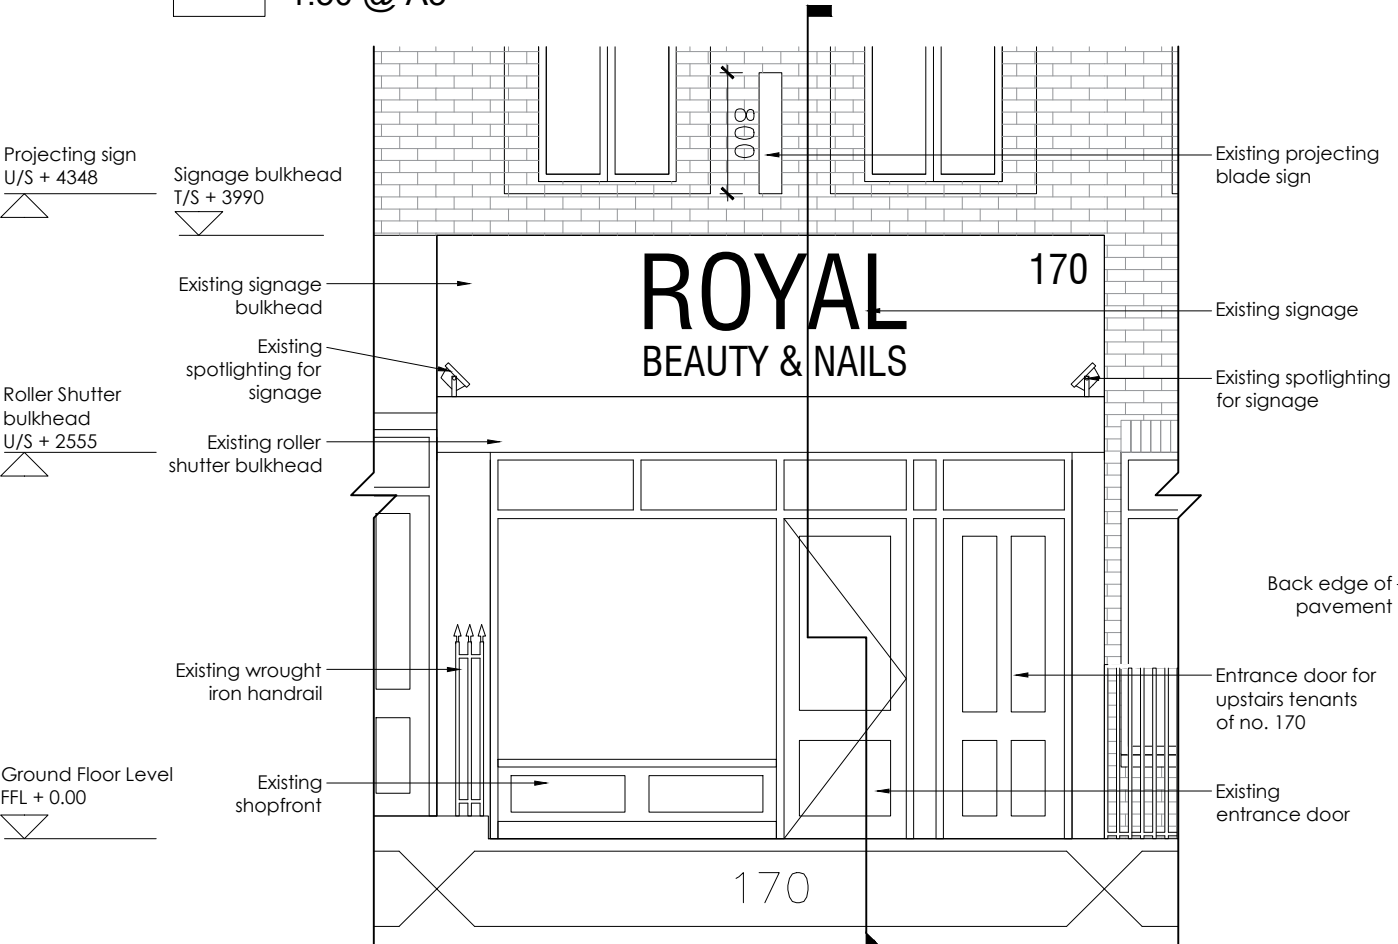 Projecting sign
U/S + 4348
Signage bulkhead
T/S + 3990
800
Existing projecting
blade sign
Existing signage
bulkhead
ROYAL
170
BEAUTY & NAILS
Existing signage
Existing
spotlighting for
signage
Existing spotlighting
for signage
Roller Shutter
bulkhead
U/S + 2555
Existing roller
shutter bulkhead
Back edge of
pavement
Existing wrought
iron handrail
Entrance door for
upstairs tenants
of no. 170
Ground Floor Level
FFL + 0.00
Existing
shopfront
Existing
entrance door
170